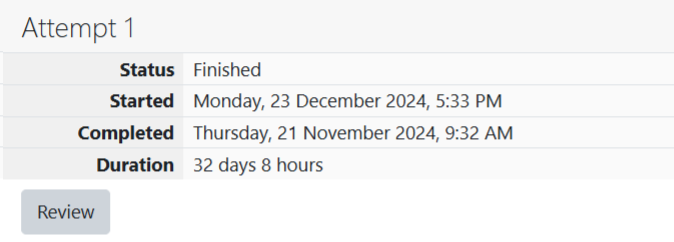 Attempt 1
Status Finished
Started Monday, 23 December 2024, 5:33 PM
Completed Thursday, 21 November 2024, 9:32 AM
Duration 32 days 8 hours
Review